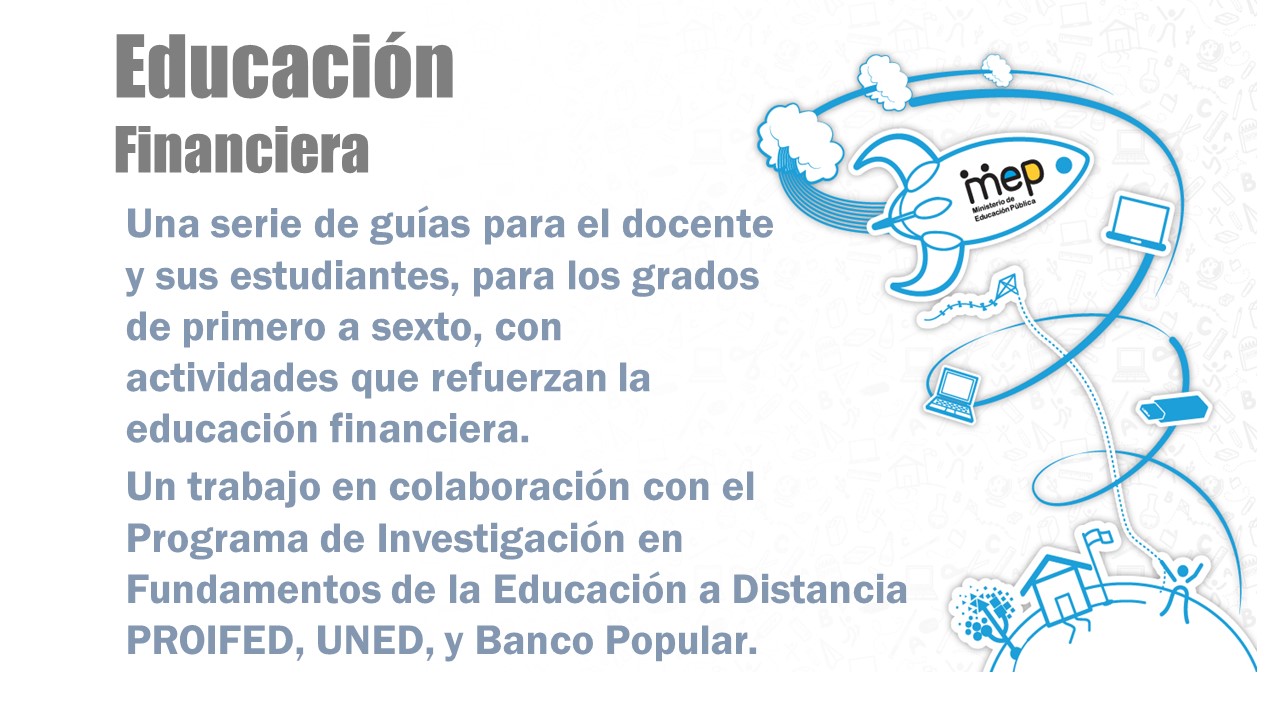 Educación
Financiera
Una serie de guías para el docente
y sus estudiantes, para los grados
de primero a sexto, con
actividades que refuerzan la
educación financiera.
Un trabajo en colaboración con el
Programa de Investigación en
Fundamentos de la Educación a Distancia
PROIFED, UNED, y Banco Popular.
mep
Ministerio de
Educación Pública